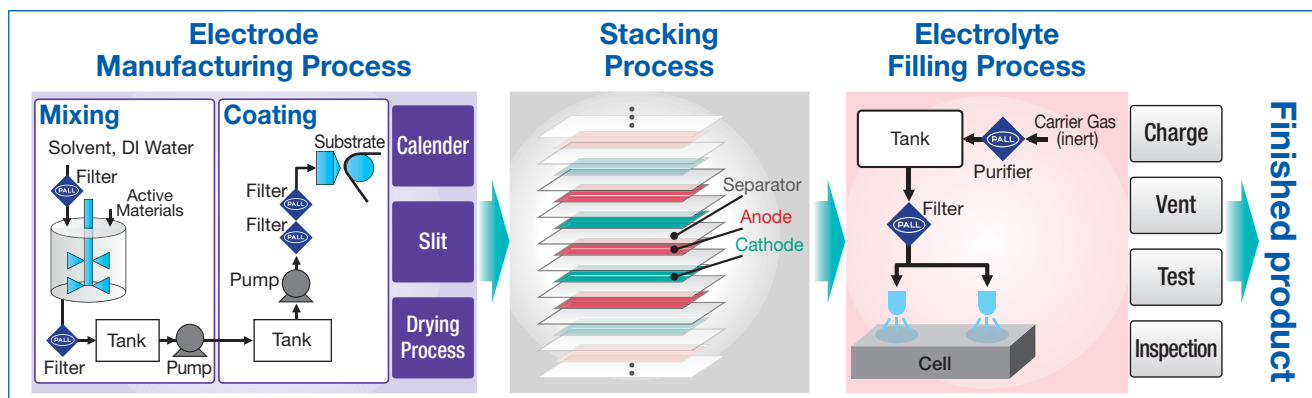 Electrode
Manufacturing Process
Mixing
Solvent, DI Water
Filter
PALL
Active
Materials
PALL
Filter
Tank
Pump
Coating
Substrate
Filter
PALL
Filter
PALL
Pump
Tank
Calender
Slit
Drying
Process
Stacking
Process
Separator
Anode
Cathode
Electrolyte
Filling Process
Tank
PALL
Purifier
Carrier Gas
(inert)
Filter
PALL
Cell
Charge
Vent
Test
Inspection
Finished product